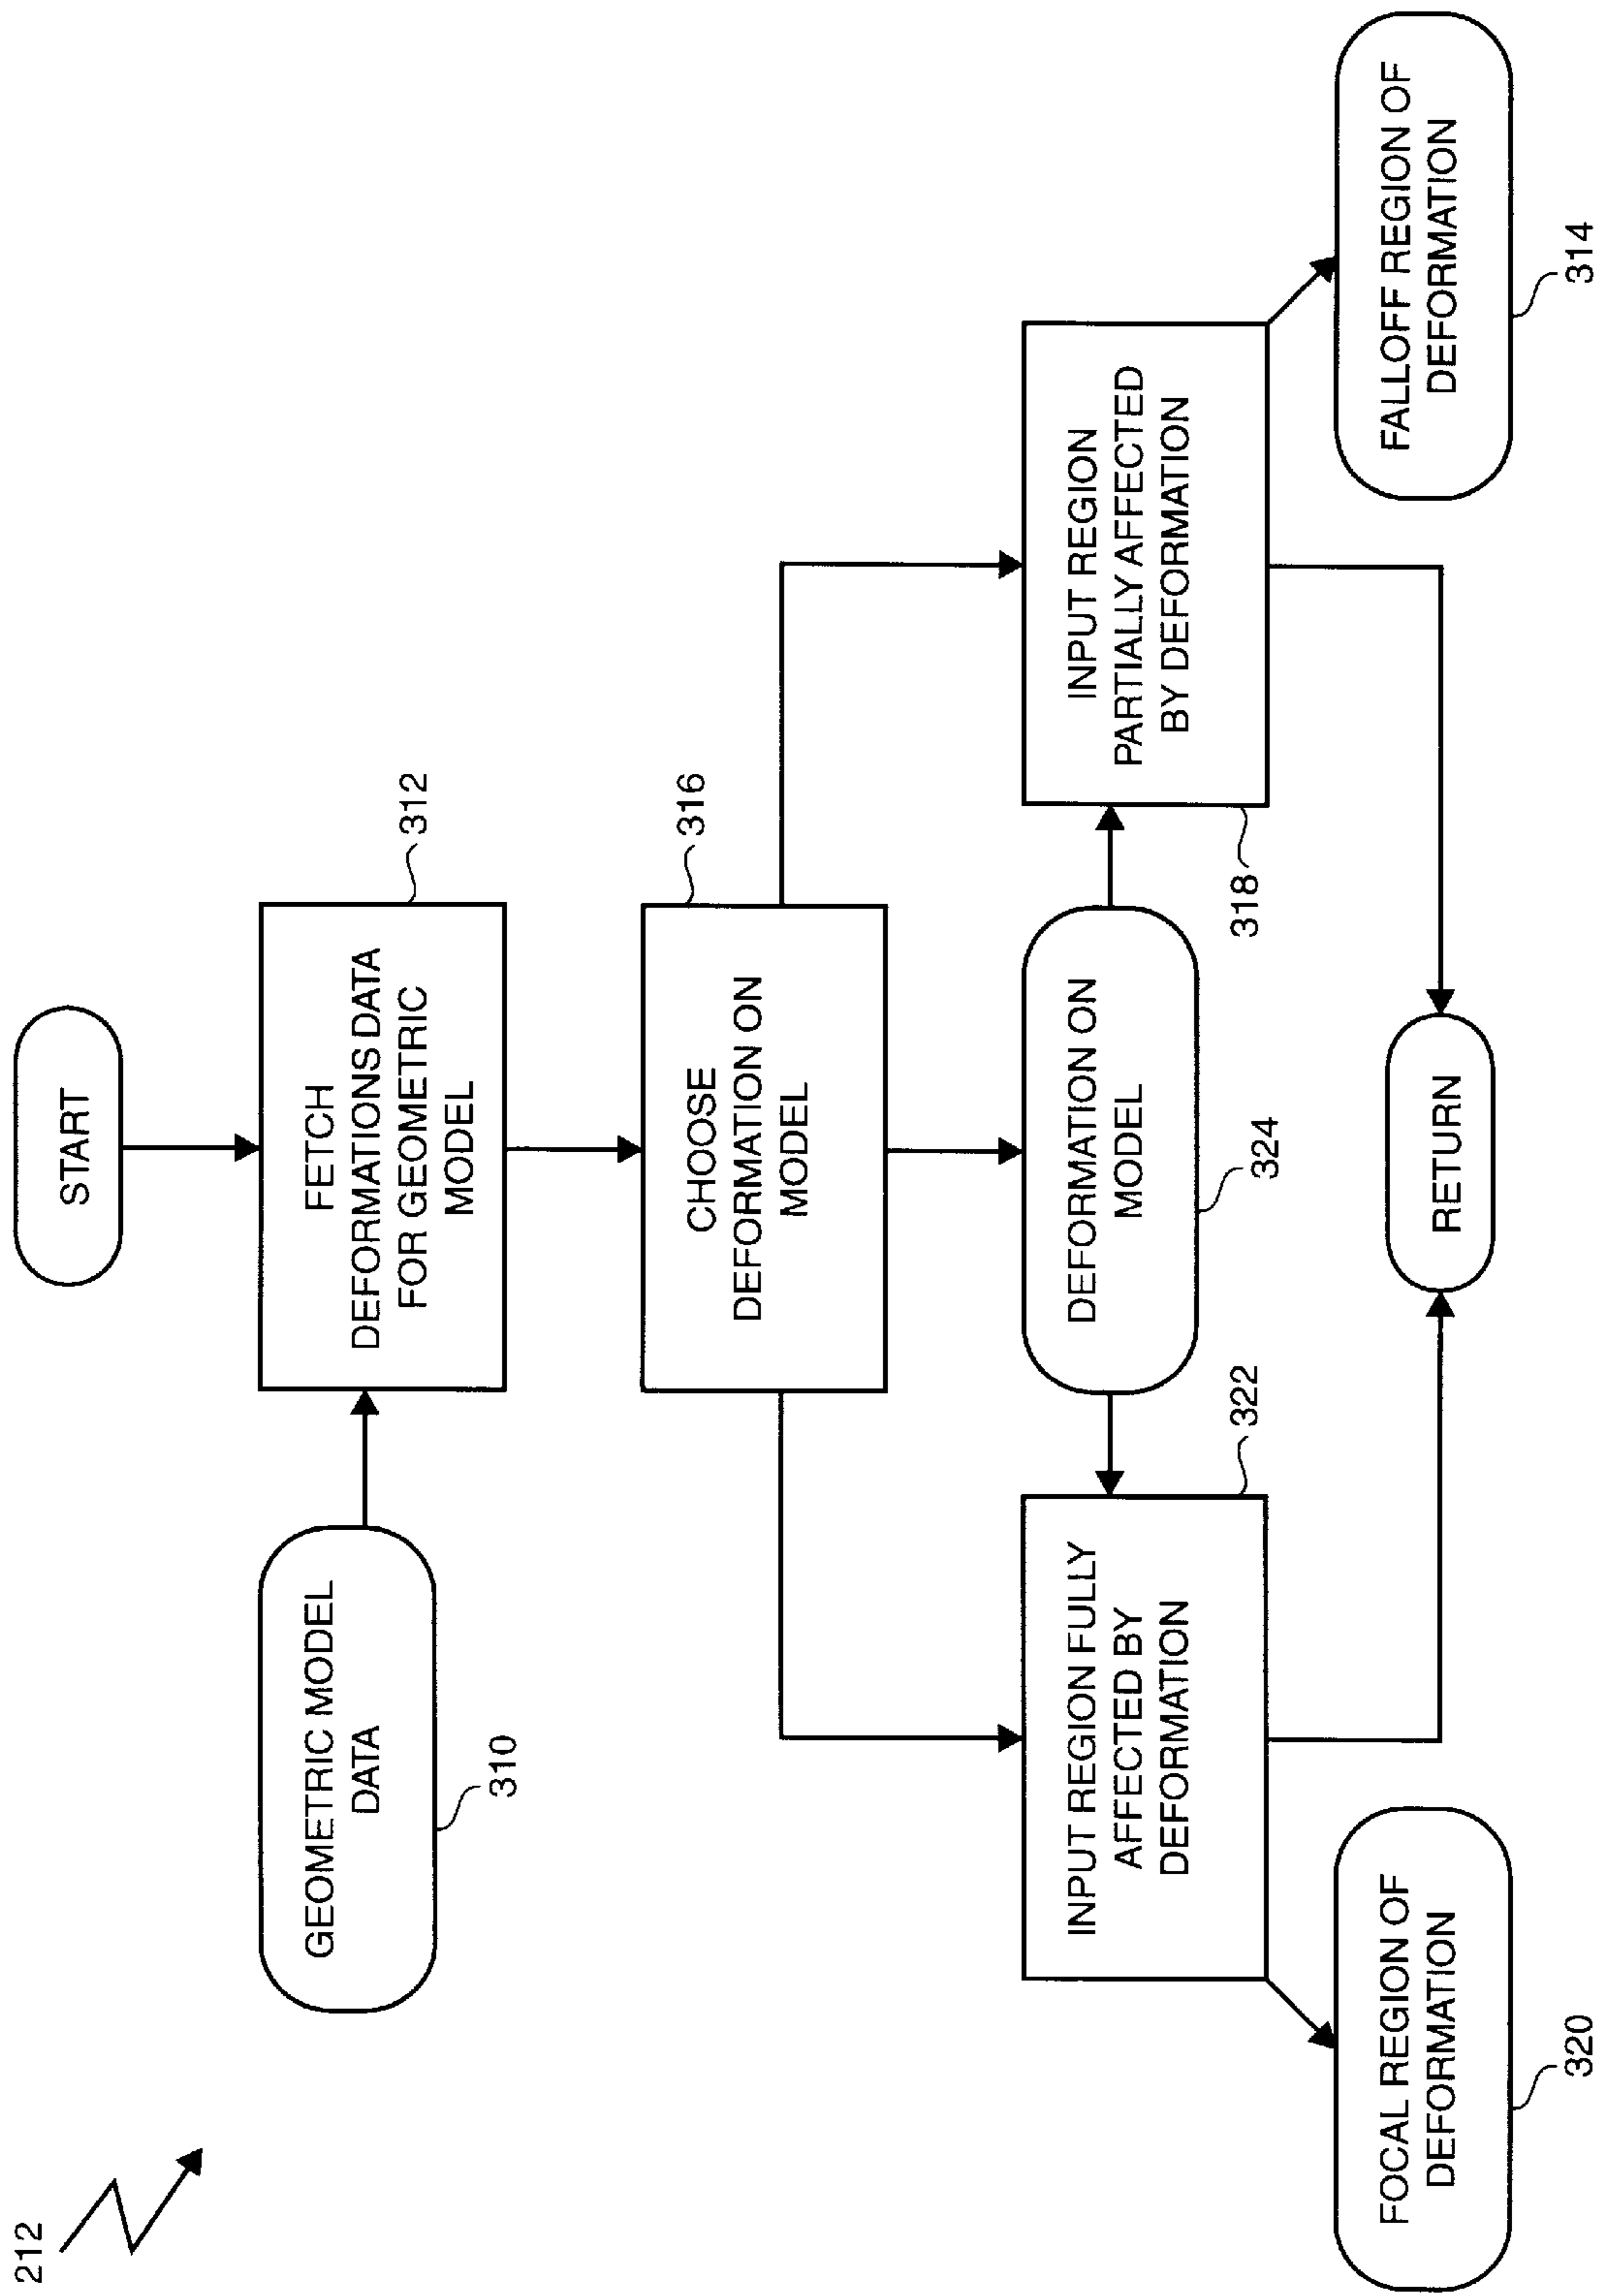 212
START
GEOMETRIC MODEL
DATA
310
FETCH
DEFORMATIONS DATA
FOR GEOMETRIC
MODEL
312
CHOOSE
DEFORMATION ON
MODEL
316
INPUT REGION FULLY
AFFECTED BY
DEFORMATION
322
DEFORMATION ON
MODEL
324
INPUT REGION
PARTIALLY AFFECTED
BY DEFORMATION
318
FOCAL REGION OF
DEFORMATION
320
RETURN
FALLOFF REGION OF
DEFORMATION
314